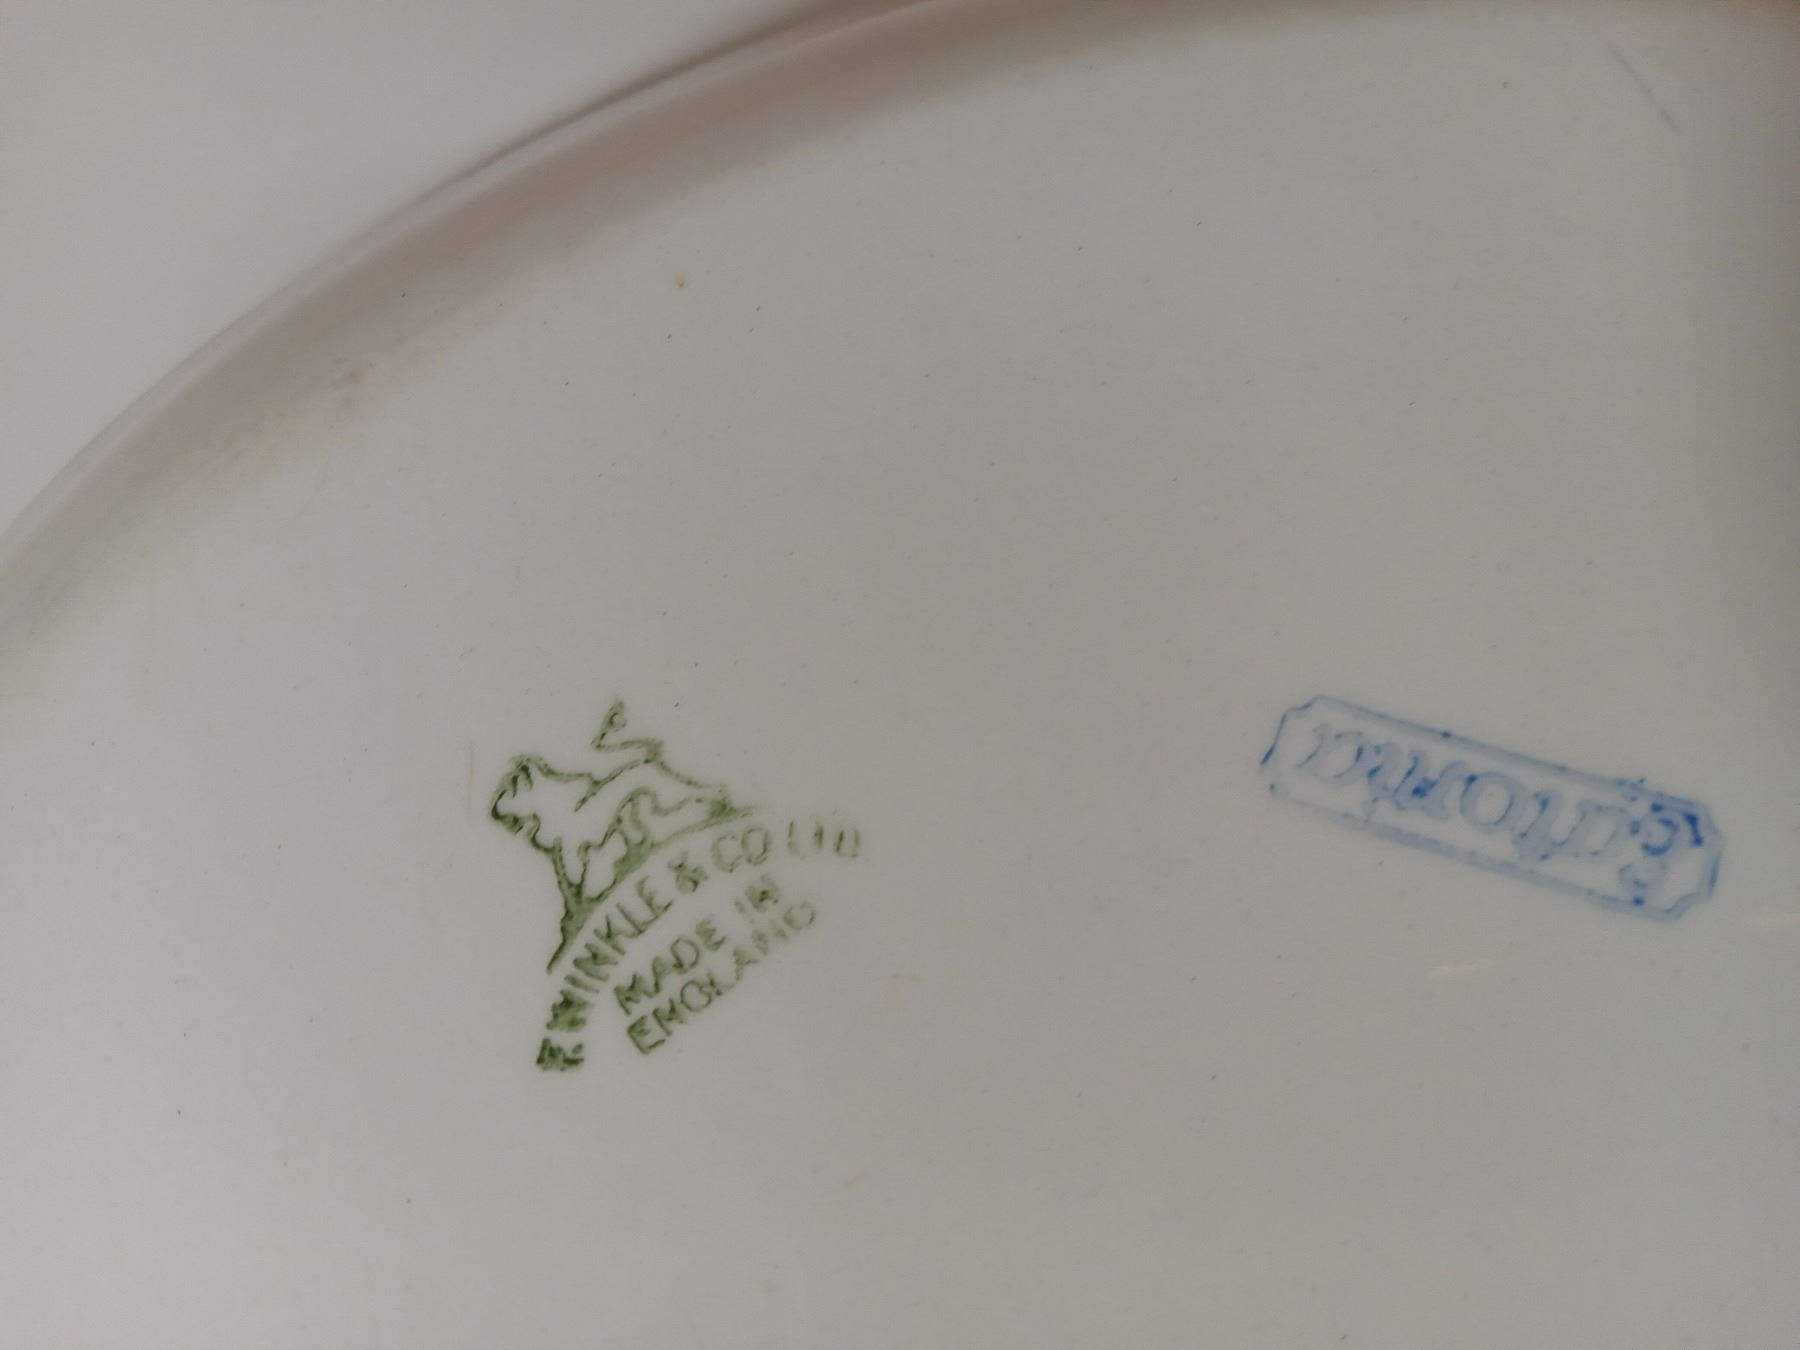 F. WINKLE & CO LTD
MADE IN
ENGLAND